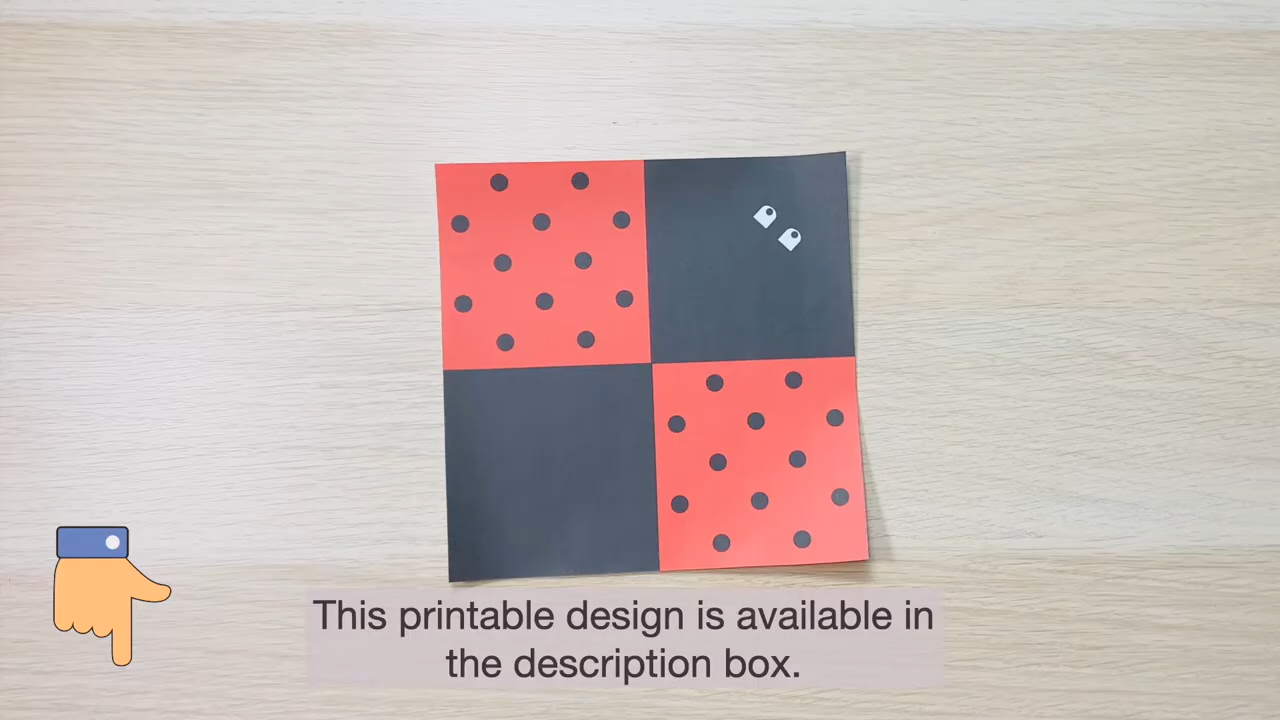 This printable design is available in
the description box.